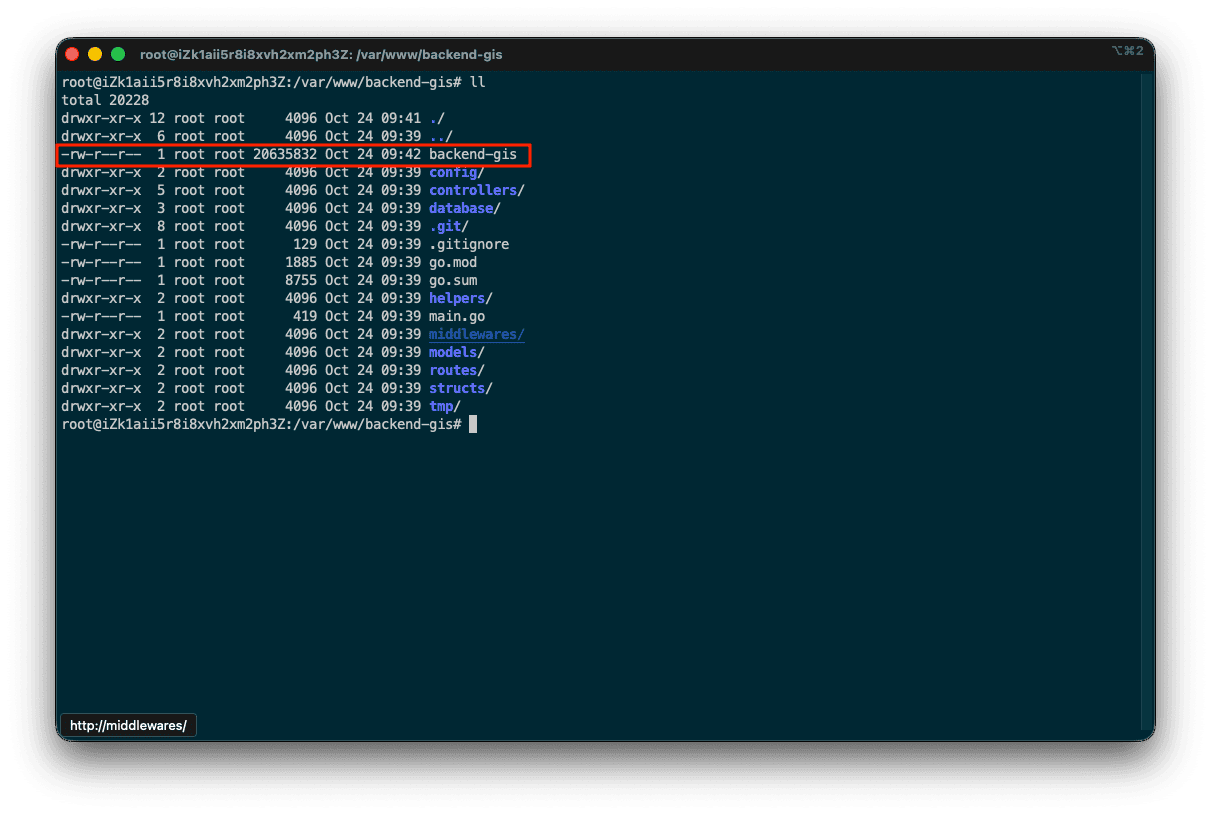 root@iZk1aii5r8i8xvh2xm2ph3Z: /var/www/backend-gis ⌥⌘2
root@iZk1aii5r8i8xvh2xm2ph3Z:/var/www/backend-gis# ll
total 20228
drwxr-xr-x 12 root root     4096 Oct 24 09:41 ./
drwxr-xr-x  6 root root     4096 Oct 24 09:39 ../
-rw-r--r--  1 root root 20635832 Oct 24 09:42 backend-gis
drwxr-xr-x  2 root root     4096 Oct 24 09:39 config/
drwxr-xr-x  5 root root     4096 Oct 24 09:39 controllers/
drwxr-xr-x  3 root root     4096 Oct 24 09:39 database/
drwxr-xr-x  8 root root     4096 Oct 24 09:39 .git/
-rw-r--r--  1 root root      129 Oct 24 09:39 .gitignore
-rw-r--r--  1 root root     1885 Oct 24 09:39 go.mod
-rw-r--r--  1 root root     8755 Oct 24 09:39 go.sum
drwxr-xr-x  2 root root     4096 Oct 24 09:39 helpers/
-rw-r--r--  1 root root      419 Oct 24 09:39 main.go
drwxr-xr-x  2 root root     4096 Oct 24 09:39 middlewares/
drwxr-xr-x  2 root root     4096 Oct 24 09:39 models/
drwxr-xr-x  2 root root     4096 Oct 24 09:39 routes/
drwxr-xr-x  2 root root     4096 Oct 24 09:39 structs/
drwxr-xr-x  2 root root     4096 Oct 24 09:39 tmp/
root@iZk1aii5r8i8xvh2xm2ph3Z:/var/www/backend-gis#
http://middlewares/